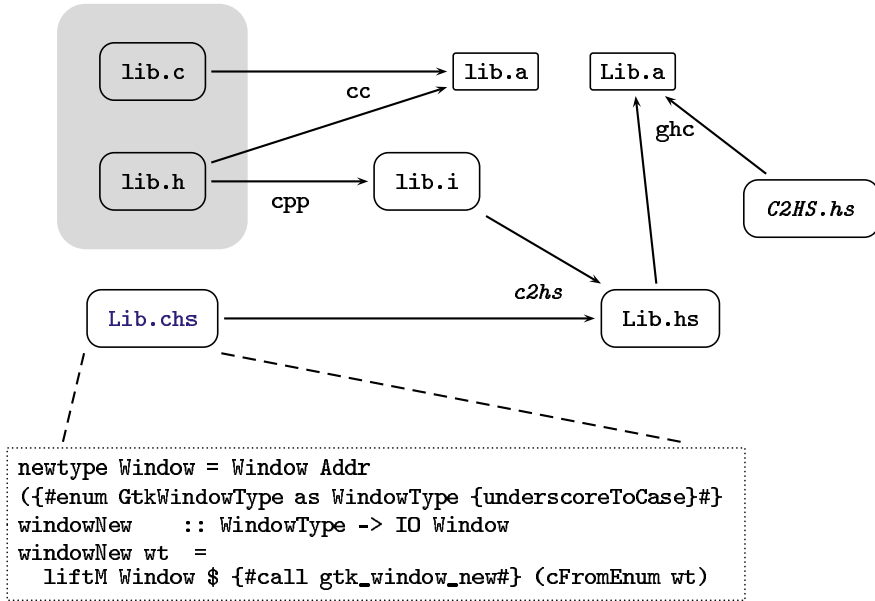 lib.c
lib.a
Lib.a
cc
ghc
lib.h
cpp
lib.i
C2HS.hs
c2hs
Lib.chs
Lib.hs
newtype Window = Window Addr
({#enum GtkWindowType as WindowType {underscoreToCase}#}
windowNew    :: WindowType -> IO Window
windowNew wt  =
  liftM Window $ {#call gtk_window_new#} (cFromEnum wt)